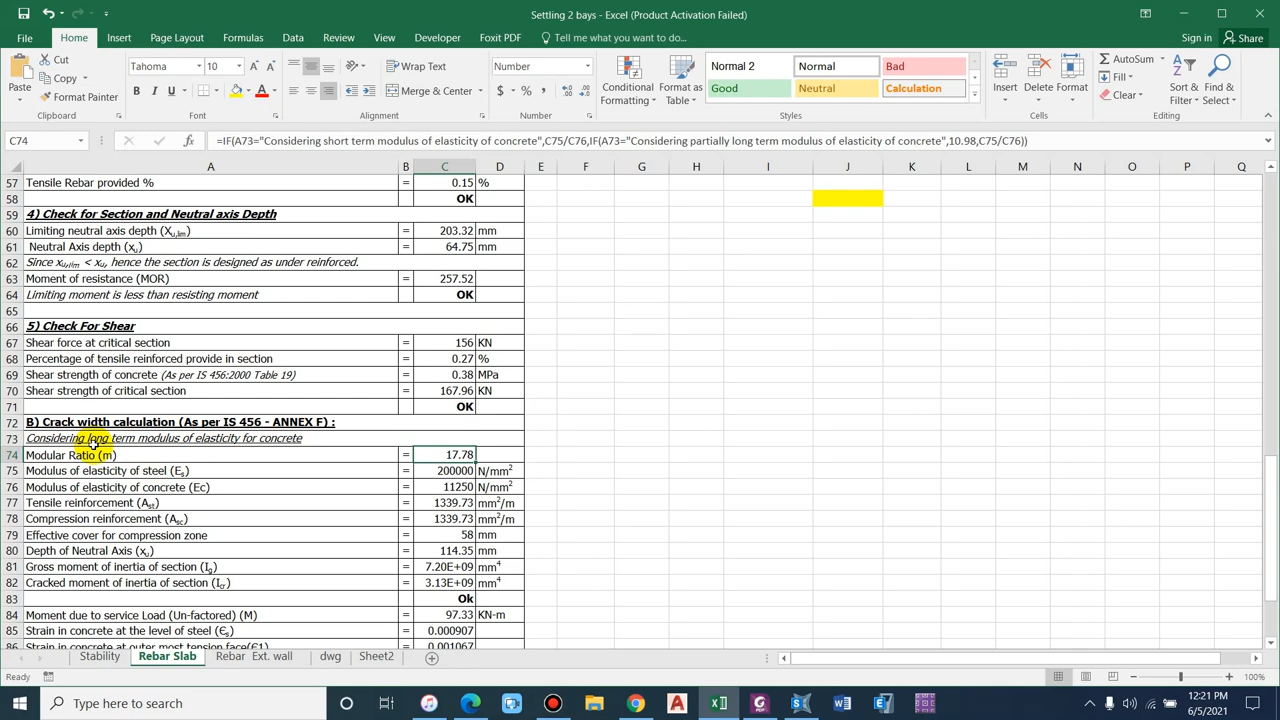 Settling 2 bays - Excel (Product Activation Failed)
File Home Insert Page Layout Formulas Data Review View Developer Foxit PDF Tell me what you want to do... Sign in Share
Paste Cut Copy Format Painter
Clipboard
Tahoma 10
B I U
Font
Wrap Text
Merge & Center
Alignment
Number
$ % ,
Number
Conditional Formatting Format as Table
Normal 2 Normal Bad
Good Neutral Calculation
Styles
Insert Delete Format
Cells
AutoSum
Fill
Clear
Sort & Filter Find & Select
Editing
C74 fx =IF(A73="Considering short term modulus of elasticity of concrete",C75/C76,IF(A73="Considering partially long term modulus of elasticity of concrete",10.98,C75/C76))
A B C D E F G H I J K L M N O P Q
57 Tensile Rebar provided % = 0.15 %
58 OK
59 4) Check for Section and Neutral axis Depth
60 Limiting neutral axis depth (Xu,lim) = 203.32 mm
61 Neutral Axis depth (xu) = 64.75 mm
62 Since xu,lim < xu, hence the section is designed as under reinforced.
63 Moment of resistance (MOR) = 257.52
64 Limiting moment is less than resisting moment OK
65
66 5) Check For Shear
67 Shear force at critical section = 156 KN
68 Percentage of tensile reinforced provide in section = 0.27 %
69 Shear strength of concrete (As per IS 456:2000 Table 19) = 0.38 MPa
70 Shear strength of critical section = 167.96 KN
71 OK
72 B) Crack width calculation (As per IS 456 - ANNEX F) :
73 Considering long term modulus of elasticity for concrete
74 Modular Ratio (m) = 17.78
75 Modulus of elasticity of steel (Es) = 200000 N/mm2
76 Modulus of elasticity of concrete (Ec) = 11250 N/mm2
77 Tensile reinforcement (Ast) = 1339.73 mm2/m
78 Compression reinforcement (Asc) = 1339.73 mm2/m
79 Effective cover for compression zone = 58 mm
80 Depth of Neutral Axis (xu) = 114.35 mm
81 Gross moment of inertia of section (Ig) = 7.20E+09 mm4
82 Cracked moment of inertia of section (Icr) = 3.13E+09 mm4
83 Ok
84 Moment due to service Load (Un-factored) (M) = 97.33 KN-m
85 Strain in concrete at the level of steel (Єs) = 0.000907
86 Strain in concrete at outer most tension face(Є1) = 0.001067
Stability Rebar Slab Rebar Ext. wall dwg Sheet2
Ready 100%
Type here to search
12:21 PM
6/5/2021